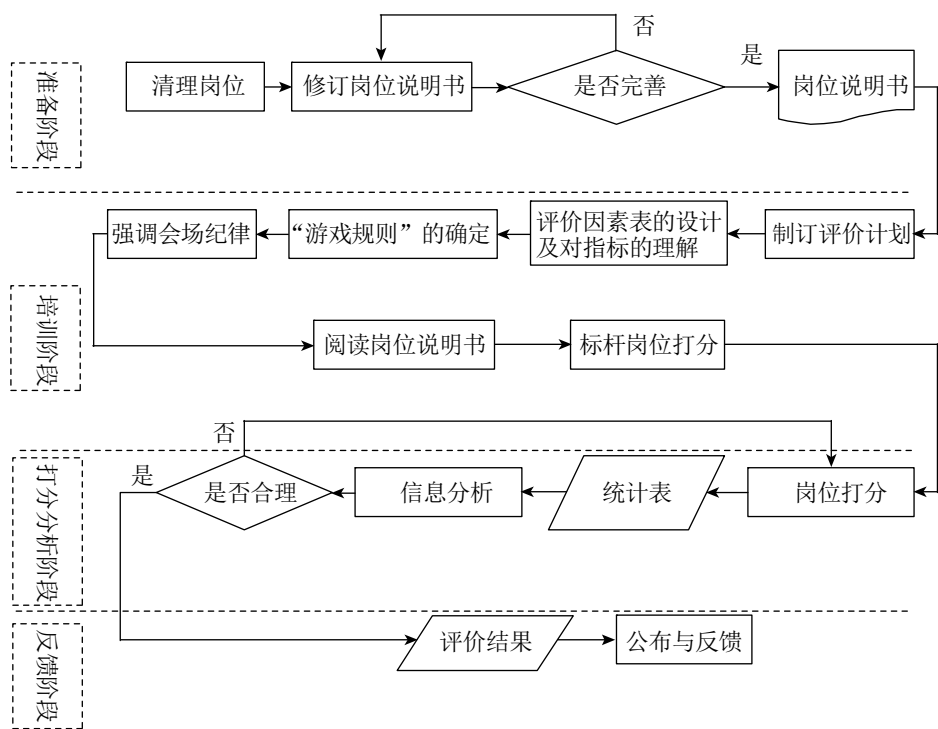 否
准备阶段
清理岗位
修订岗位说明书
是否完善
是
岗位说明书
强调会场纪律
“游戏规则”的确定
评价因素表的设计
及对指标的理解
制订评价计划
培训阶段
阅读岗位说明书
标杆岗位打分
否
打分分析阶段
是
是否合理
信息分析
统计表
岗位打分
反馈阶段
评价结果
公布与反馈